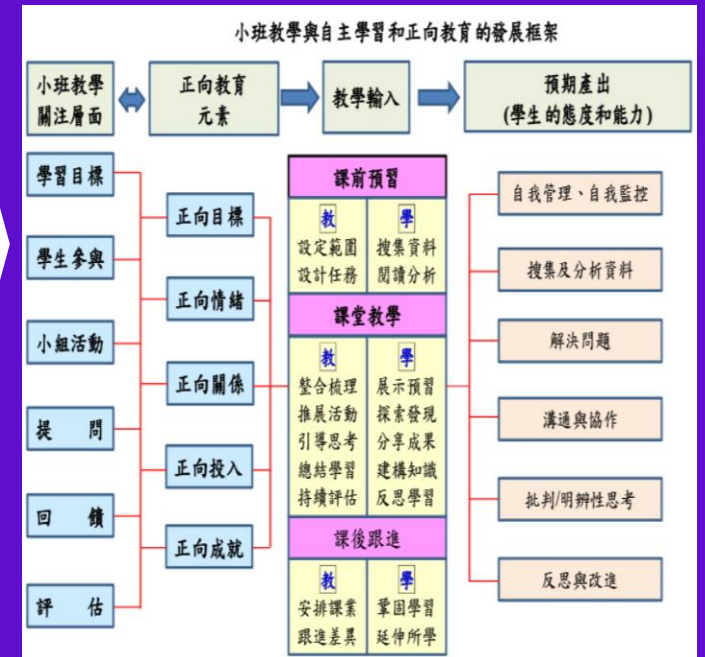 小班教學與自主學習和正向教育的發展框架
小班教學
關注層面
正向教育
元素
教學輸入
預期產出
(學生的態度和能力)
學習目標
學生參與
小組活動
提 問
回 饋
評 估
正向目標
正向情緒
正向關係
正向投入
正向成就
課前預習
教
設定範圍
設計任務
學
搜集資料
閱讀分析
課堂教學
教
整合梳理
推展活動
引導思考
總結學習
持續評估
學
展示預習
探索發現
分享成果
建構知識
反思學習
課後跟進
教
安排課業
跟進差異
學
鞏固學習
延伸所學
自我管理、自我監控
搜集及分析資料
解決問題
溝通與協作
批判/明辨性思考
反思與改進